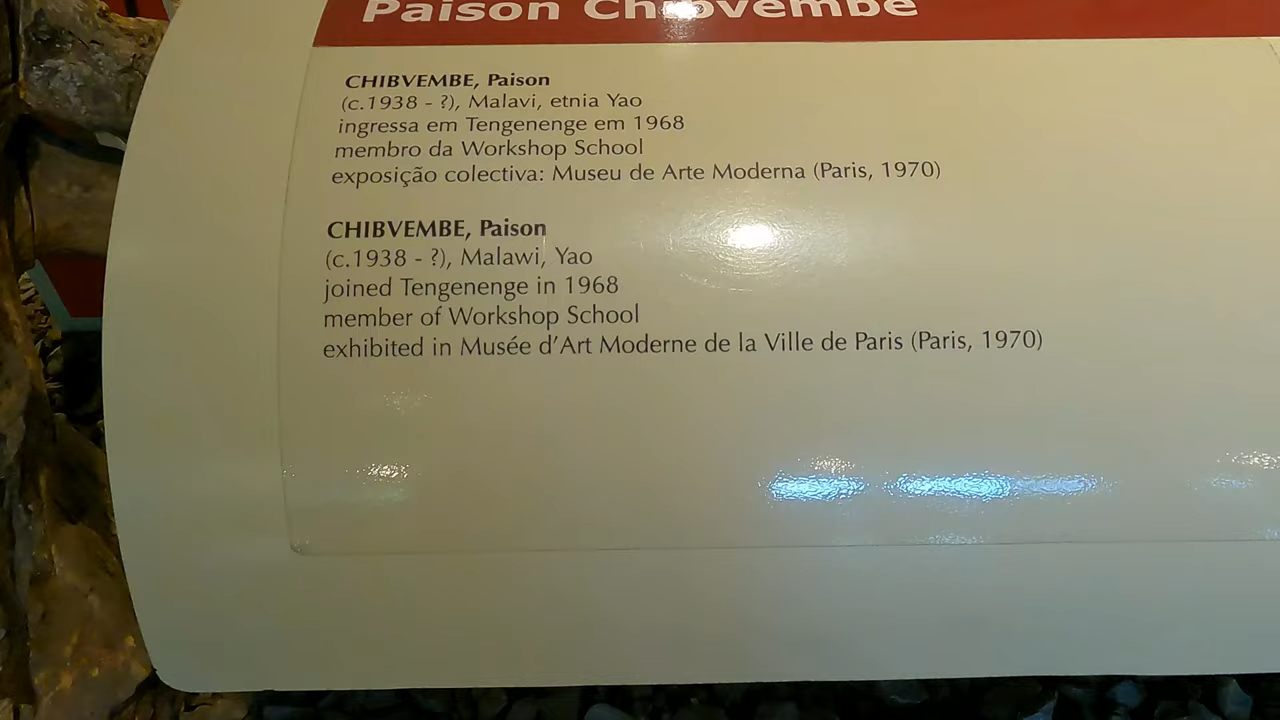 Paison Chibvembe
CHIBVEMBE, Paison
(c.1938 - ?), Malavi, etnia Yao
ingressa em Tengenenge em 1968
membro da Workshop School
exposição colectiva: Museu de Arte Moderna (Paris, 1970)
CHIBVEMBE, Paison
(c.1938 - ?), Malawi, Yao
joined Tengenenge in 1968
member of Workshop School
exhibited in Musée d'Art Moderne de la Ville de Paris (Paris, 1970)